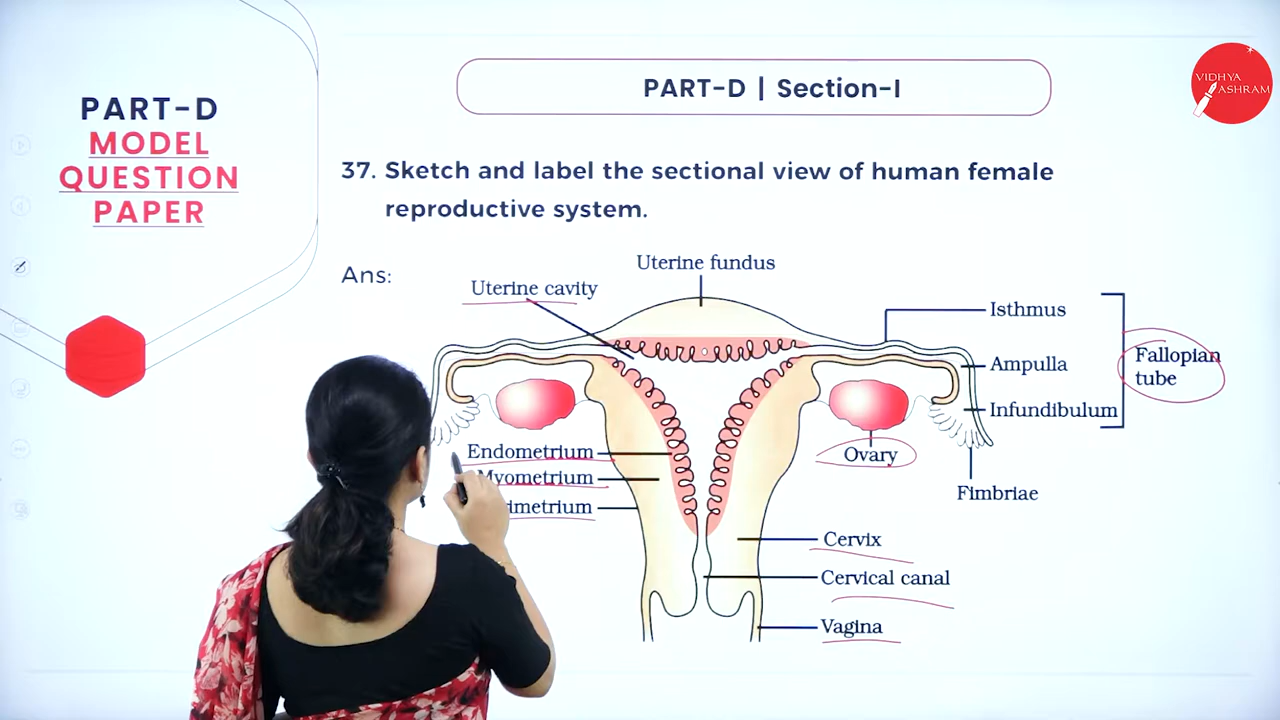 PART-D
MODEL
QUESTION
PAPER
PART-D | Section-I
VIDHYA
ASHRAM
37. Sketch and label the sectional view of human female
reproductive system.
Ans:
Uterine fundus
Uterine cavity
Isthmus
Ampulla
Fallopian
tube
Infundibulum
Endometrium
Ovary
Myometrium
Fimbriae
Cervix
Cervical canal
Vagina